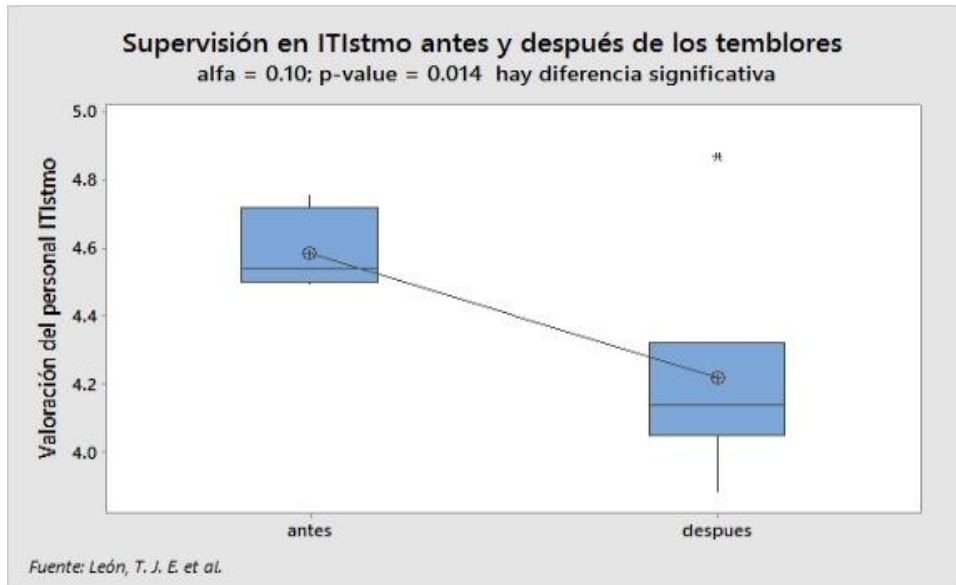 Supervisión en ITIstmo antes y después de los temblores
alfa = 0.10; p-value = 0.014 hay diferencia significativa
Valoración del personal ITIstmo
5.0
4.8
4.6
4.4
4.2
4.0
antes
despues
Fuente: León, T. J. E. et al.